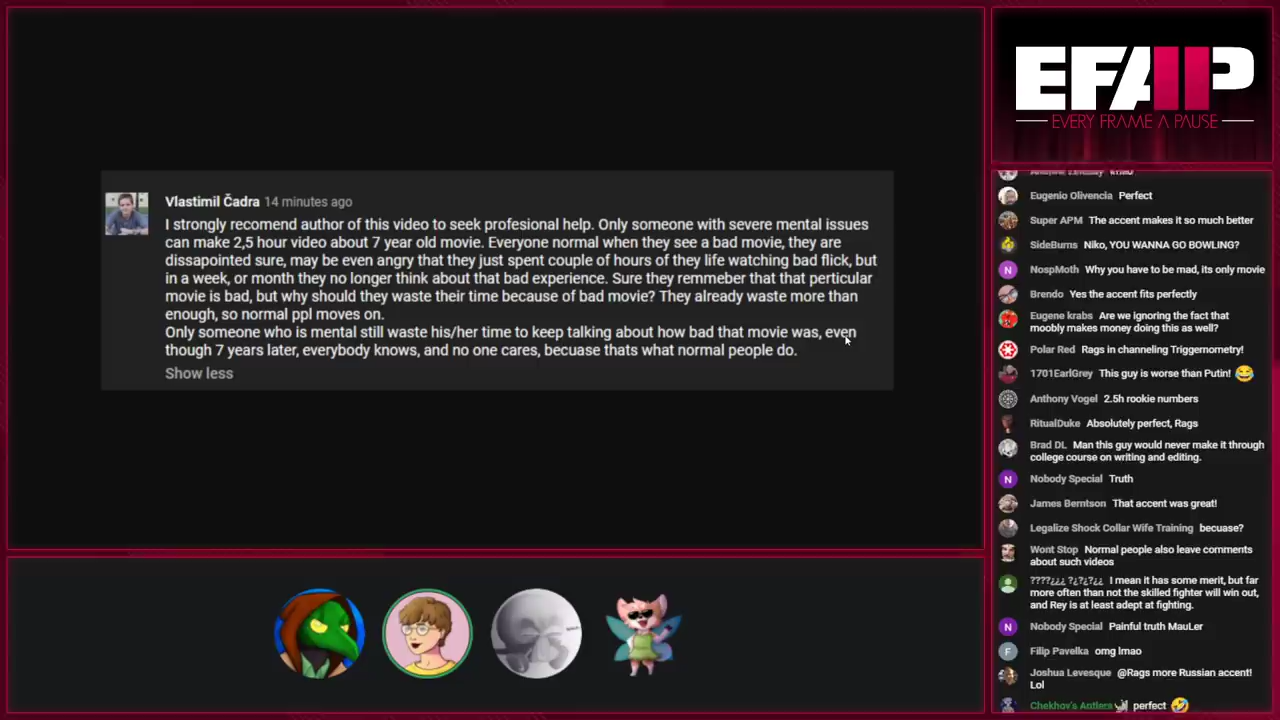 Vlastimil Čadra 14 minutes ago
I strongly recomend author of this video to seek profesional help. Only someone with severe mental issues
can make 2,5 hour video about 7 year old movie. Everyone normal when they see a bad movie, they are
dissapointed sure, may be even angry that they just spent couple of hours of they life watching bad flick, but
in a week, or month they no longer think about that bad experience. Sure they remmeber that that perticular
movie is bad, but why should they waste their time because of bad movie? They already waste more than
enough, so normal ppl moves on.
Only someone who is mental still waste his/her time to keep talking about how bad that movie was, even
though 7 years later, everybody knows, and no one cares, becuase thats what normal people do.
Show less
EFAP
EVERY FRAME A PAUSE
Eugenio Olivencia Perfect
Super APM The accent makes it so much better
SideBurns Niko, YOU WANNA GO BOWLING?
N NospMoth Why you have to be mad, its only movie
Brendo Yes the accent fits perfectly
Eugene krabs Are we ignoring the fact that
moobly makes money doing this as well?
Polar Red Rags in channeling Triggernometry!
1701EarlGrey This guy is worse than Putin! 😂
Anthony Vogel 2.5h rookie numbers
RitualDuke Absolutely perfect, Rags
Brad DL Man this guy would never make it through
college course on writing and editing.
N Nobody Special Truth
James Berntson That accent was great!
Legalize Shock Collar Wife Training becuase?
Wont Stop Normal people also leave comments
about such videos
????¿¿¿ ?¿?¿?¿¿ I mean it has some merit, but far
more often than not the skilled fighter will win out,
and Rey is at least adept at fighting.
N Nobody Special Painful truth MauLer
F Filip Pavelka omg lmao
Joshua Levesque @Rags more Russian accent!
Lol
Chekhov's Antlers perfect 🤣